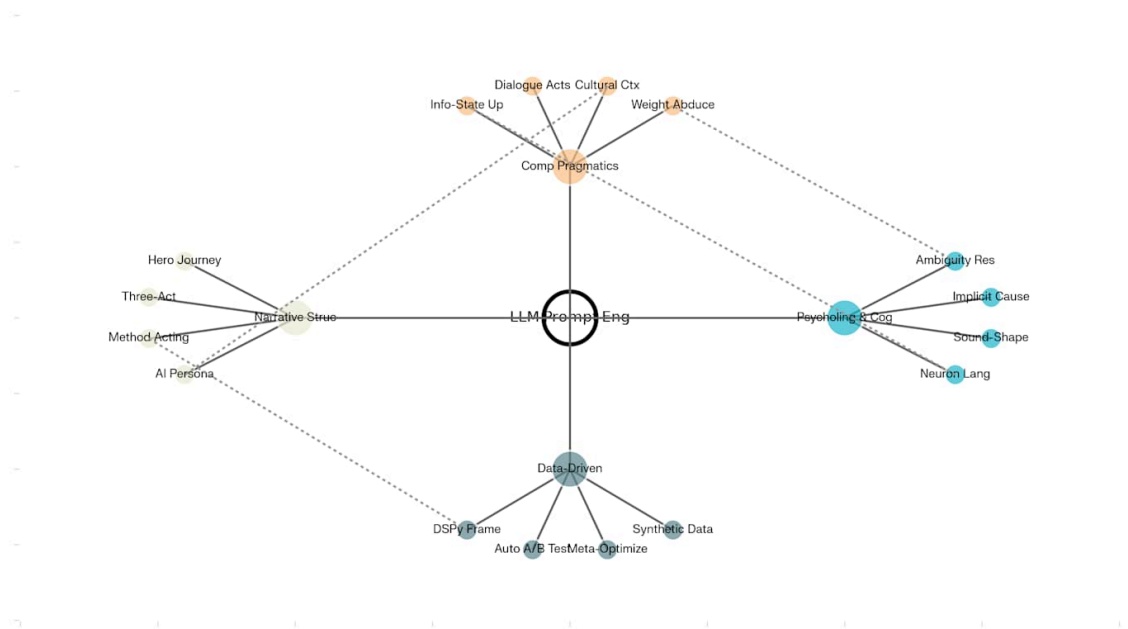 Dialogue Acts
Cultural Ctx
Info-State Up
Weight Abduce
Comp Pragmatics
Hero Journey
Ambiguity Res
Three-Act
Implicit Cause
Narrative Struc
LLM Prompt Eng
Psycholing & Cog
Method Acting
Sound-Shape
AI Persona
Neuron Lang
Data-Driven
DSPy Frame
Synthetic Data
Auto A/B Test
Meta-Optimize